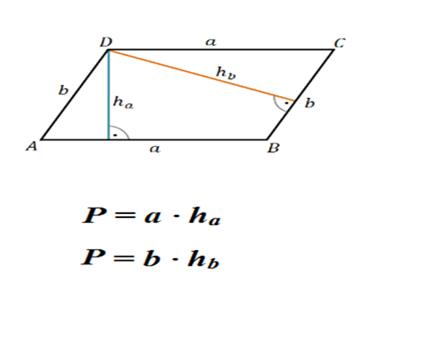 D a C
b h_a h_b b
A a B
P = a · h_a
P = b · h_b